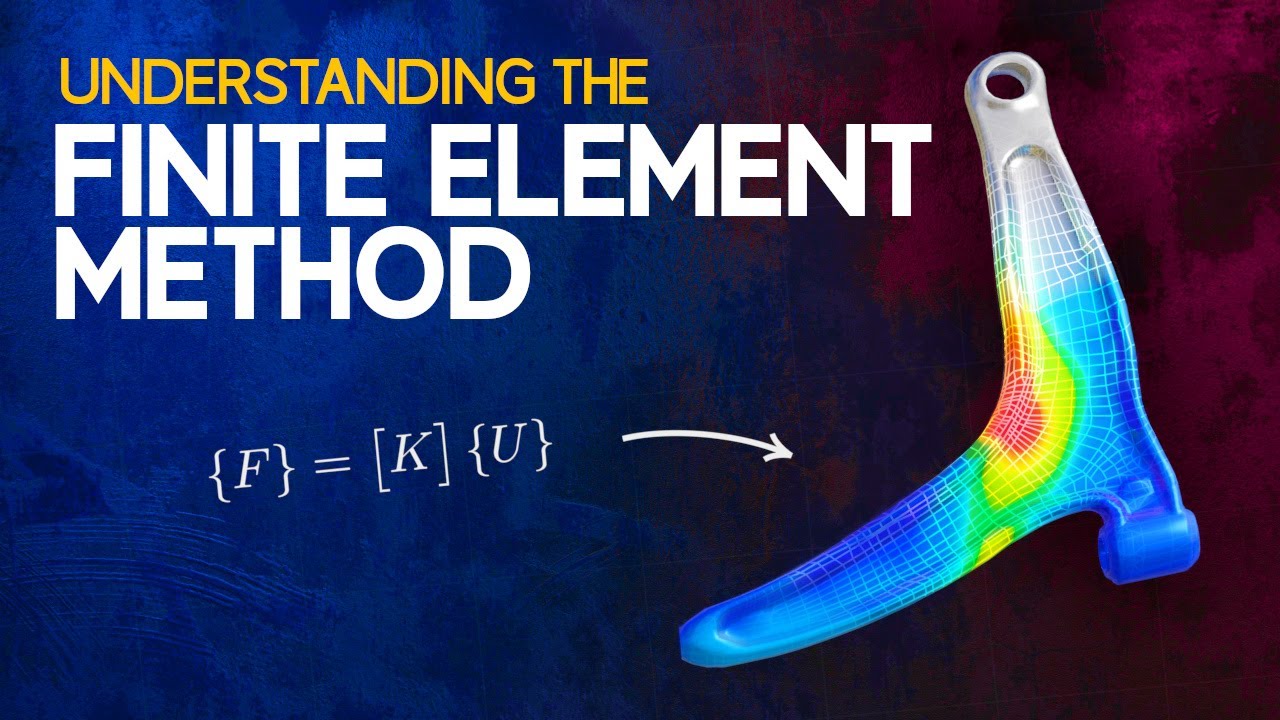 UNDERSTANDING THE
FINITE ELEMENT
METHOD
{F} = [K] {U}